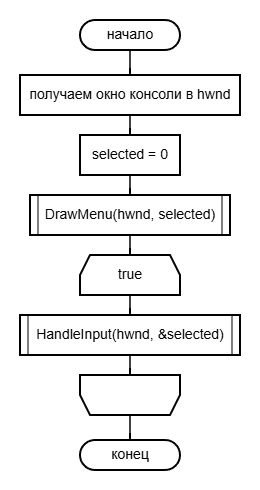 начало
получаем окно консоли в hwnd
selected = 0
DrawMenu(hwnd, selected)
true
HandleInput(hwnd, &selected)
конец